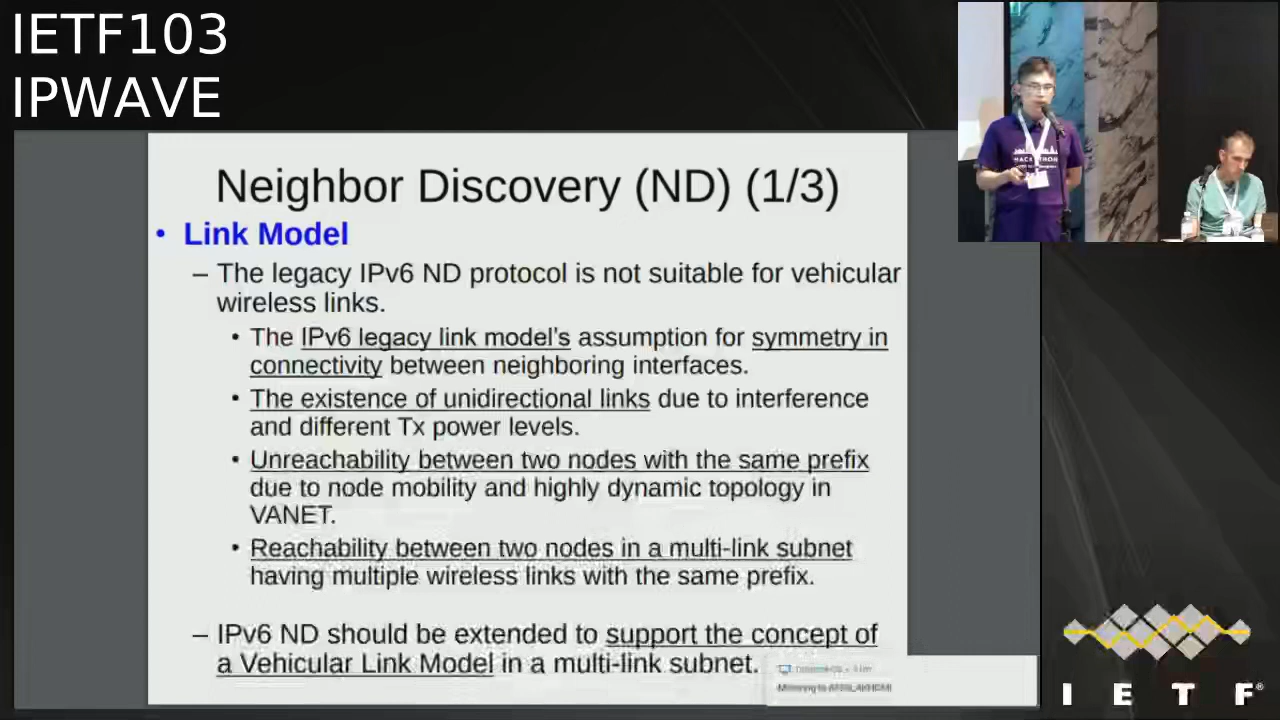 IETF103
IPWAVE
Neighbor Discovery (ND) (1/3)
• Link Model
– The legacy IPv6 ND protocol is not suitable for vehicular
wireless links.
• The IPv6 legacy link model's assumption for symmetry in
connectivity between neighboring interfaces.
• The existence of unidirectional links due to interference
and different Tx power levels.
• Unreachability between two nodes with the same prefix
due to node mobility and highly dynamic topology in
VANET.
• Reachability between two nodes in a multi-link subnet
having multiple wireless links with the same prefix.
– IPv6 ND should be extended to support the concept of
a Vehicular Link Model in a multi-link subnet.
Mirroring to
I E T F®